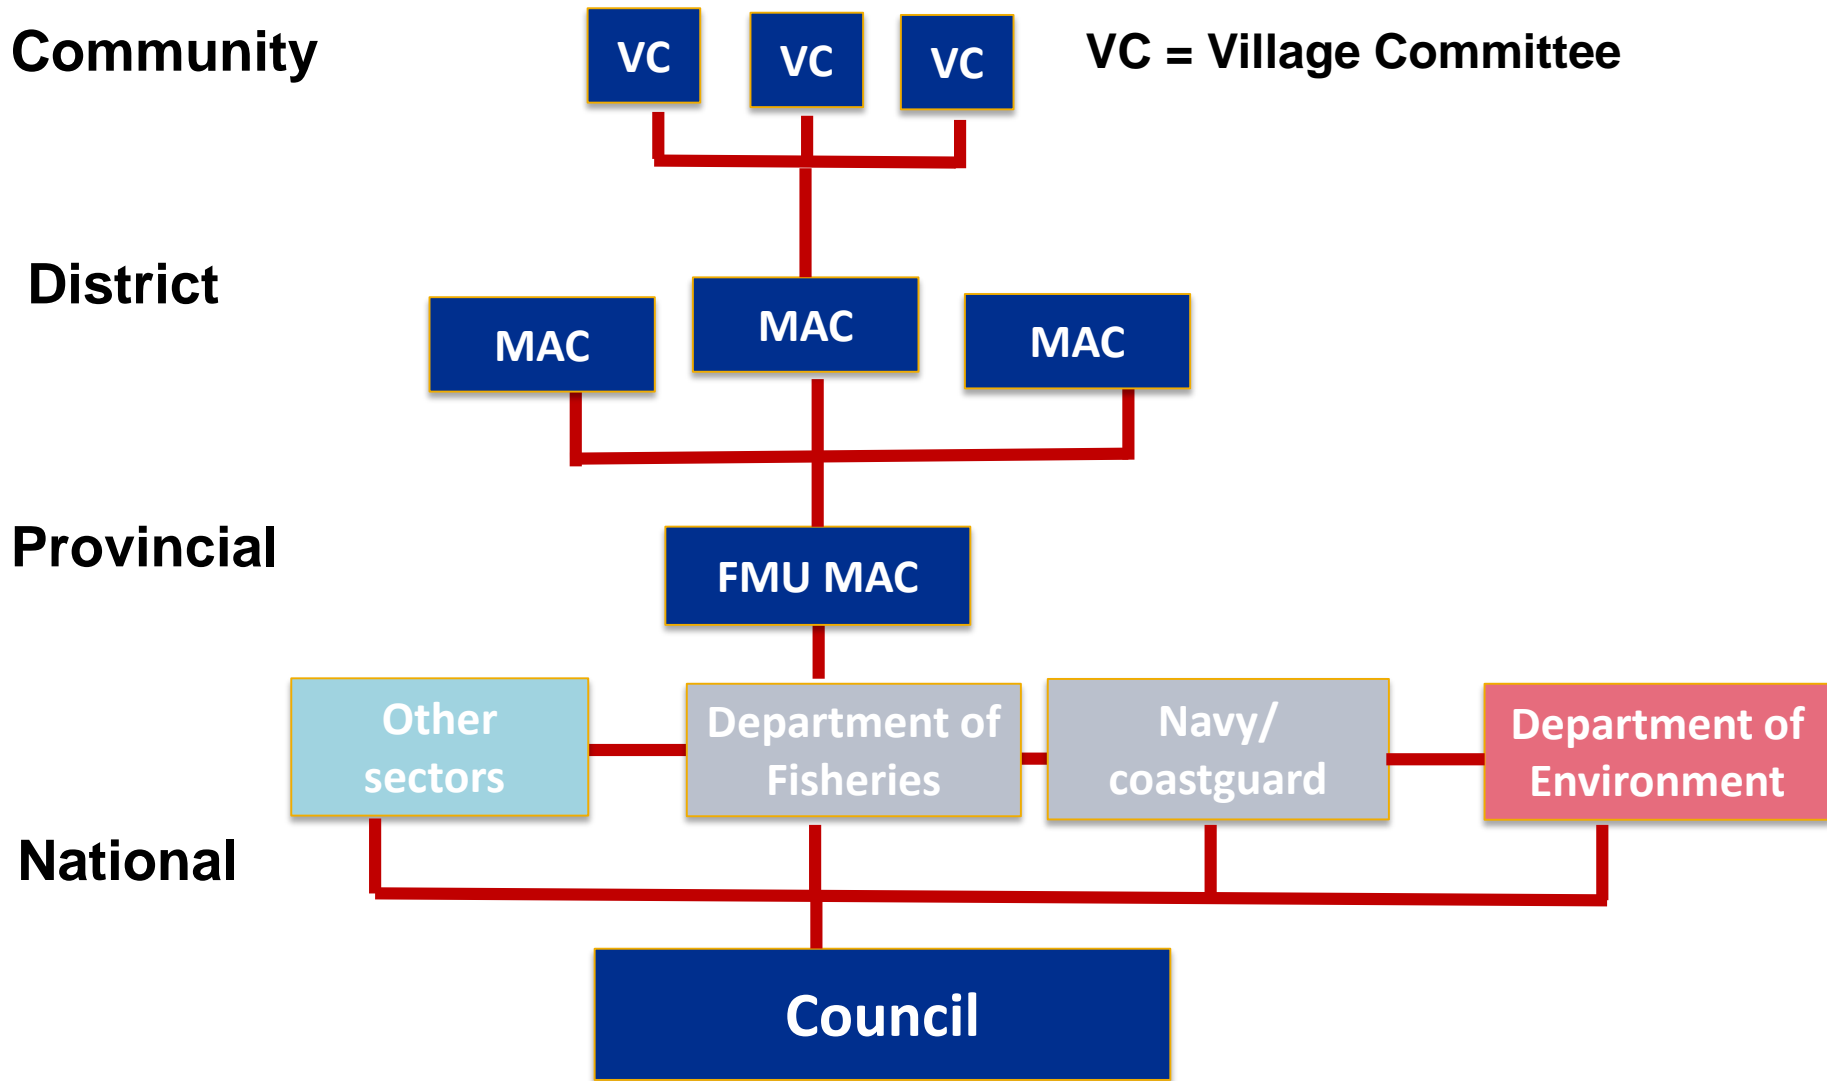 Community
VC
VC
VC
VC = Village Committee
District
MAC
MAC
MAC
Provincial
FMU MAC
Other
sectors
Department of
Fisheries
Navy/
coastguard
Department of
Environment
National
Council